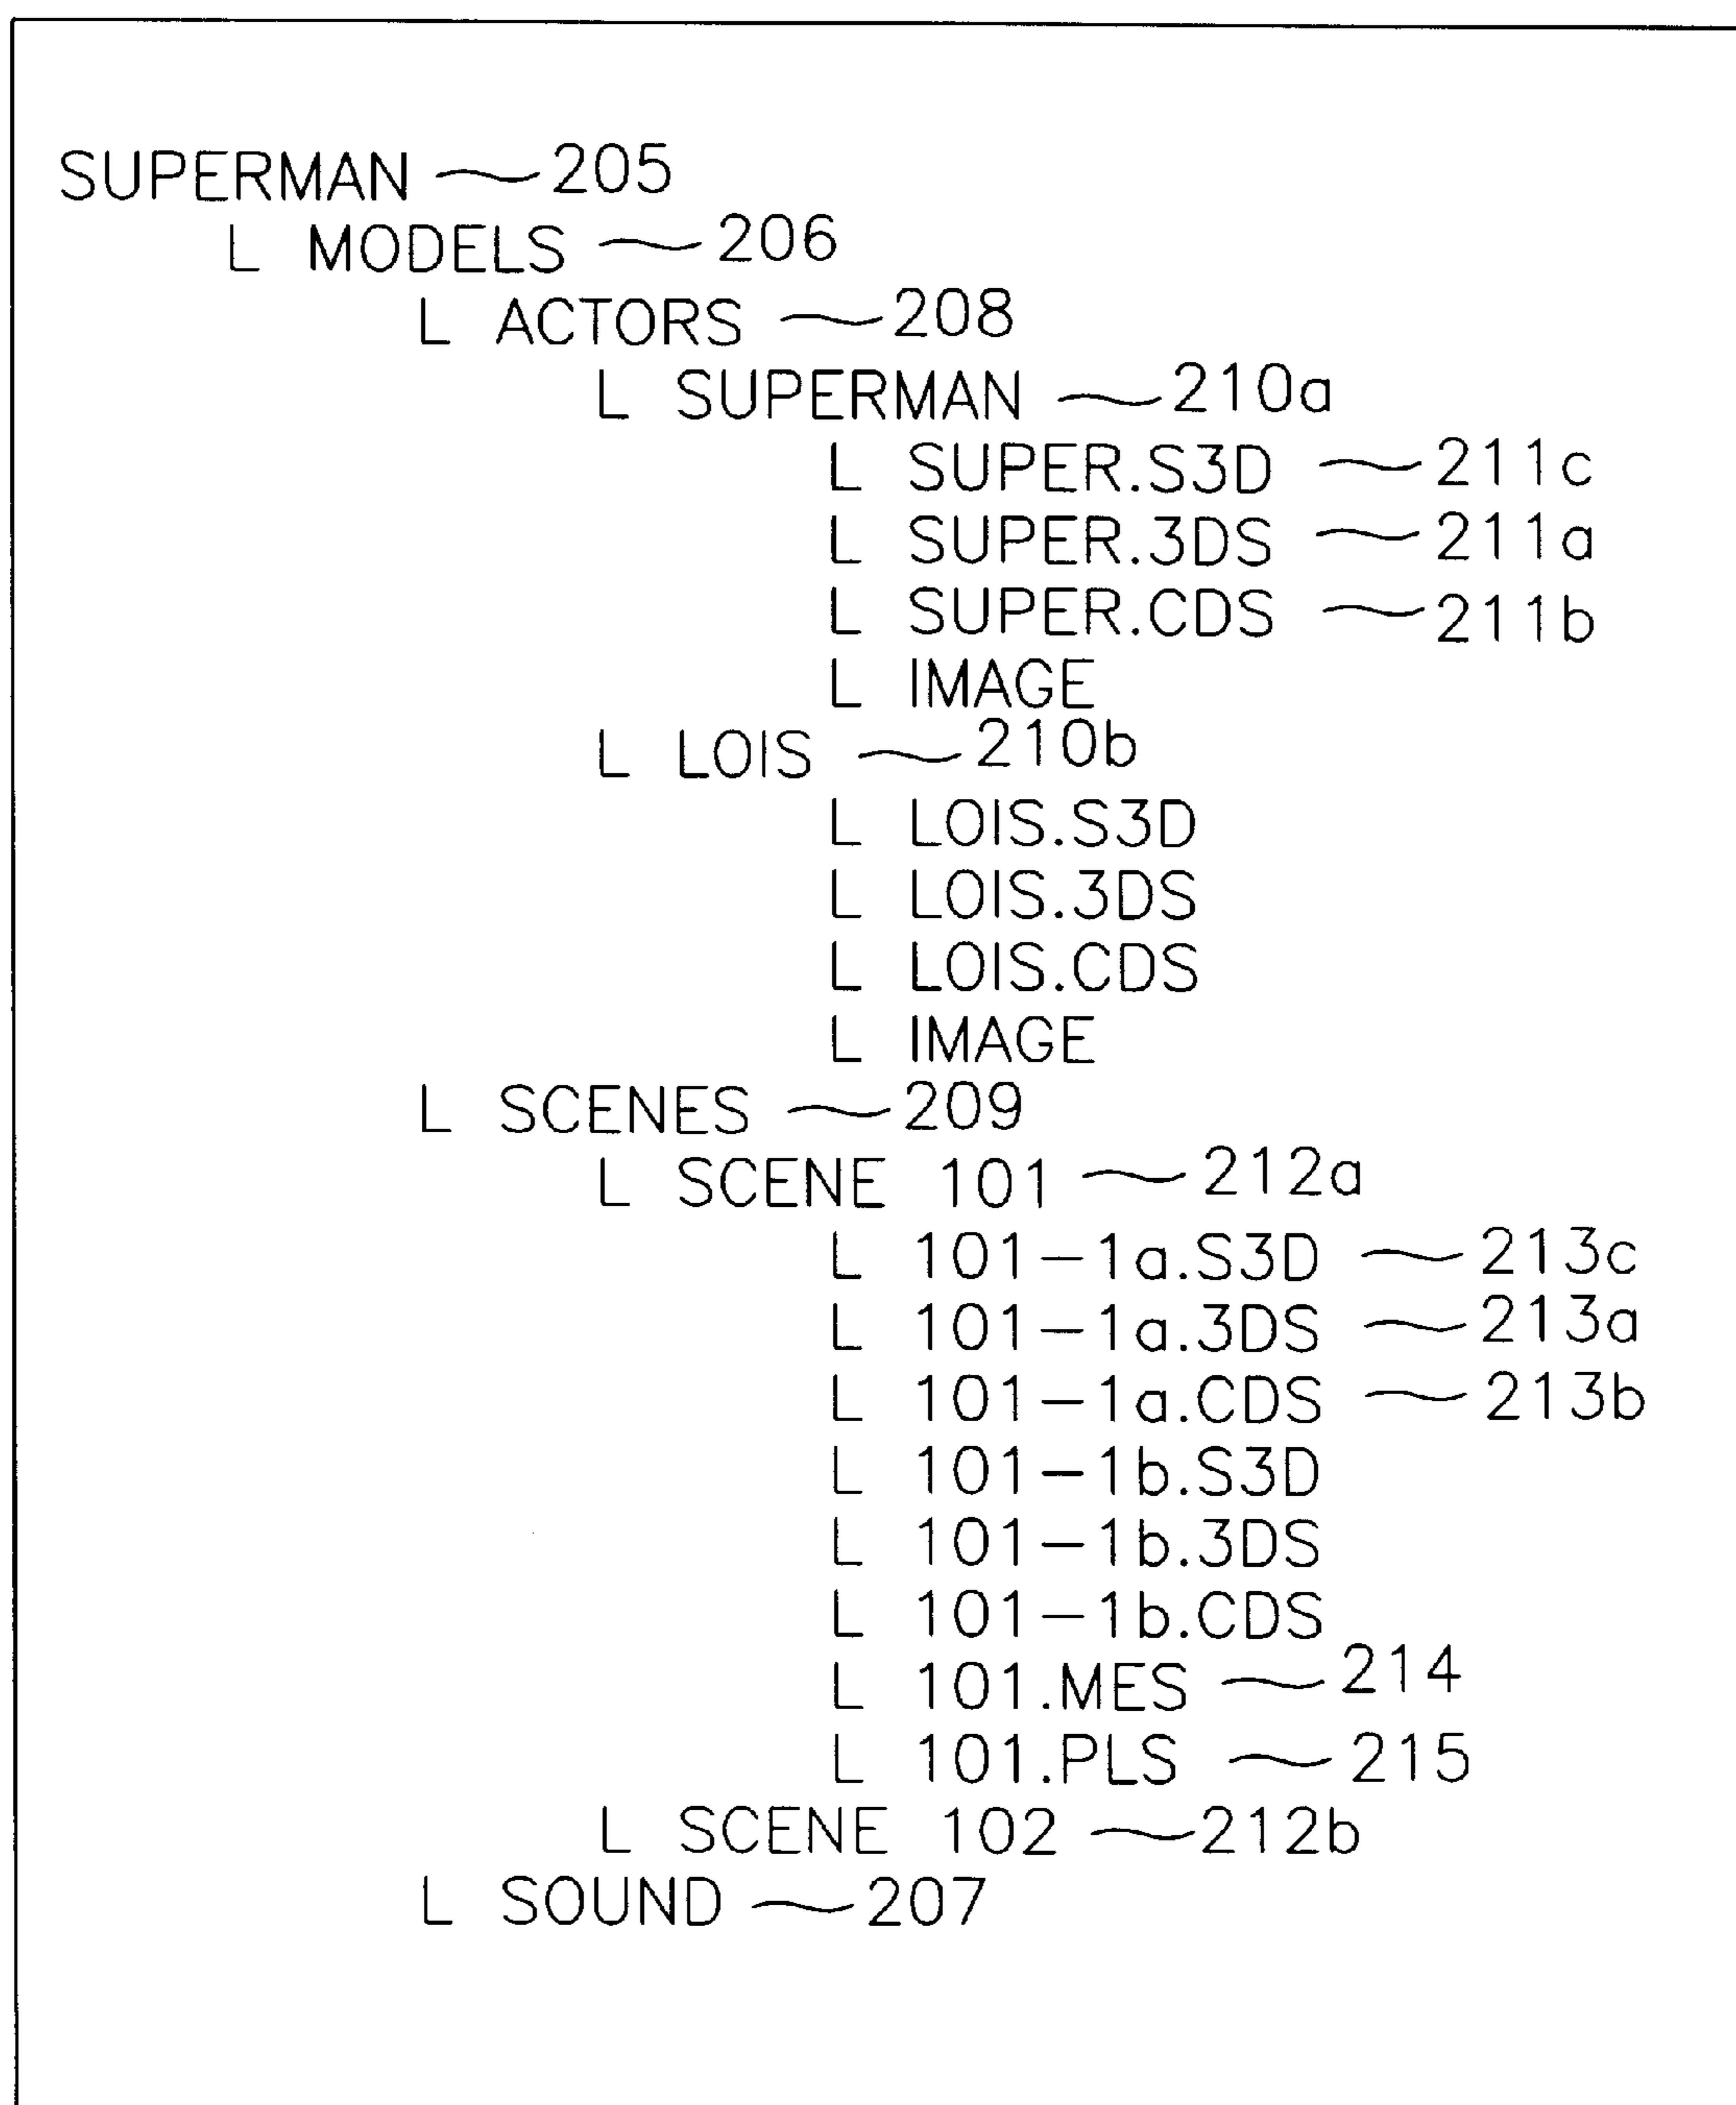 SUPERMAN 205
L MODELS 206
L ACTORS 208
L SUPERMAN 210a
L SUPER.S3D 211c
L SUPER.3DS 211a
L SUPER.CDS 211b
L IMAGE
L LOIS 210b
L LOIS.S3D
L LOIS.3DS
L LOIS.CDS
L IMAGE
L SCENES 209
L SCENE 101 212a
L 101-1a.S3D 213c
L 101-1a.3DS 213a
L 101-1a.CDS 213b
L 101-1b.S3D
L 101-1b.3DS
L 101-1b.CDS
L 101.MES 214
L 101.PLS 215
L SCENE 102 212b
L SOUND 207